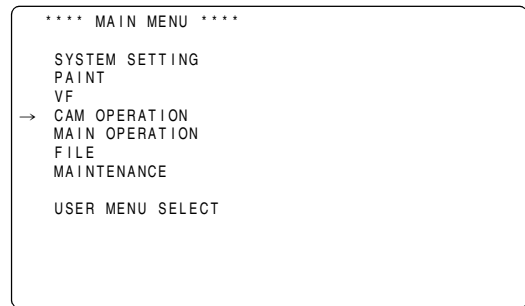 **** MAIN MENU ****
SYSTEM SETTING
PAINT
VF
→ CAM OPERATION
MAIN OPERATION
FILE
MAINTENANCE
USER MENU SELECT